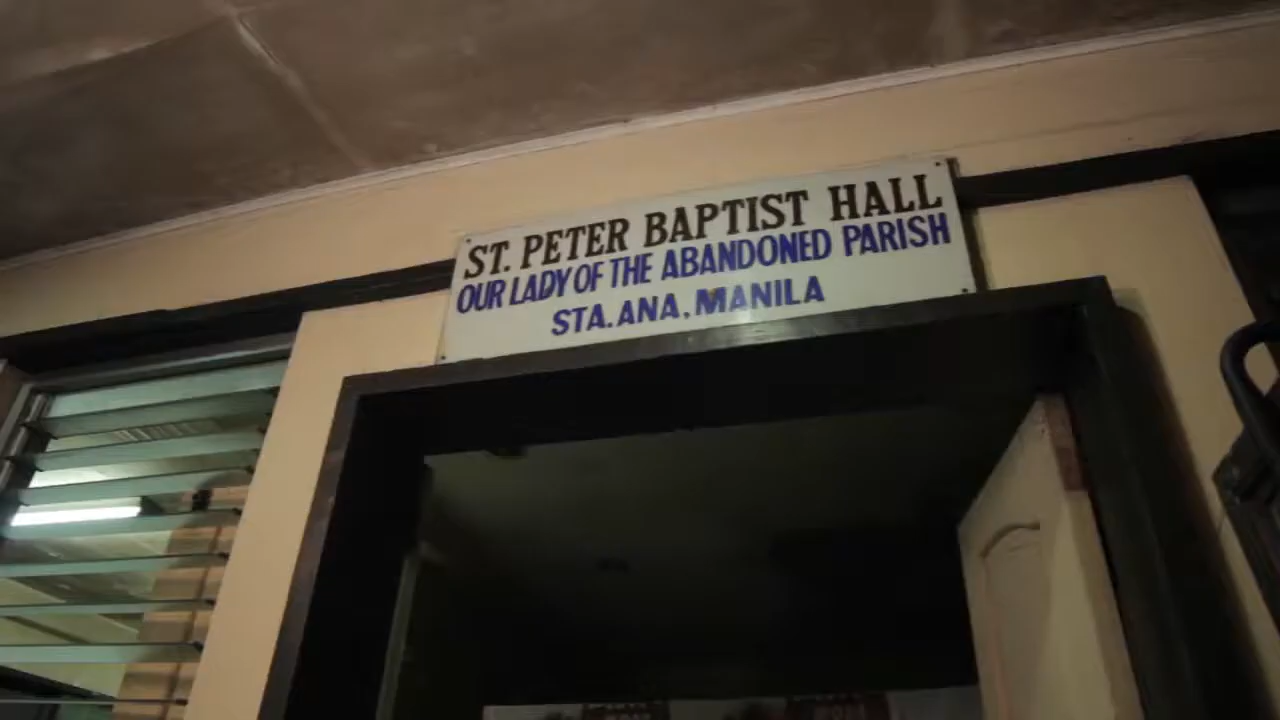 ST. PETER BAPTIST HALL
OUR LADY OF THE ABANDONED PARISH
STA. ANA, MANILA